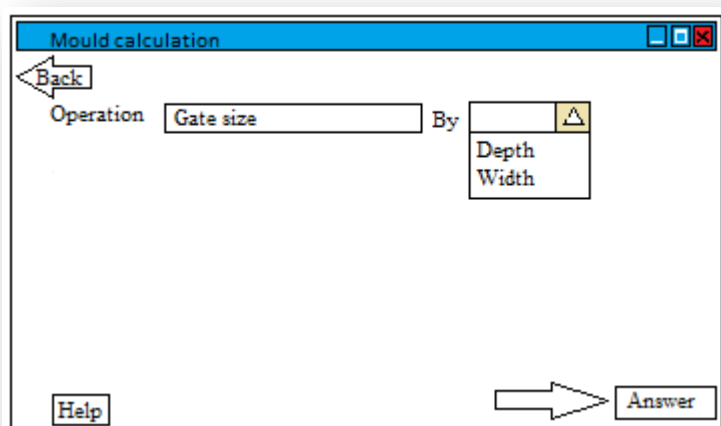 Mould calculation
Back
Operation Gate size By
Depth
Width
Help
Answer